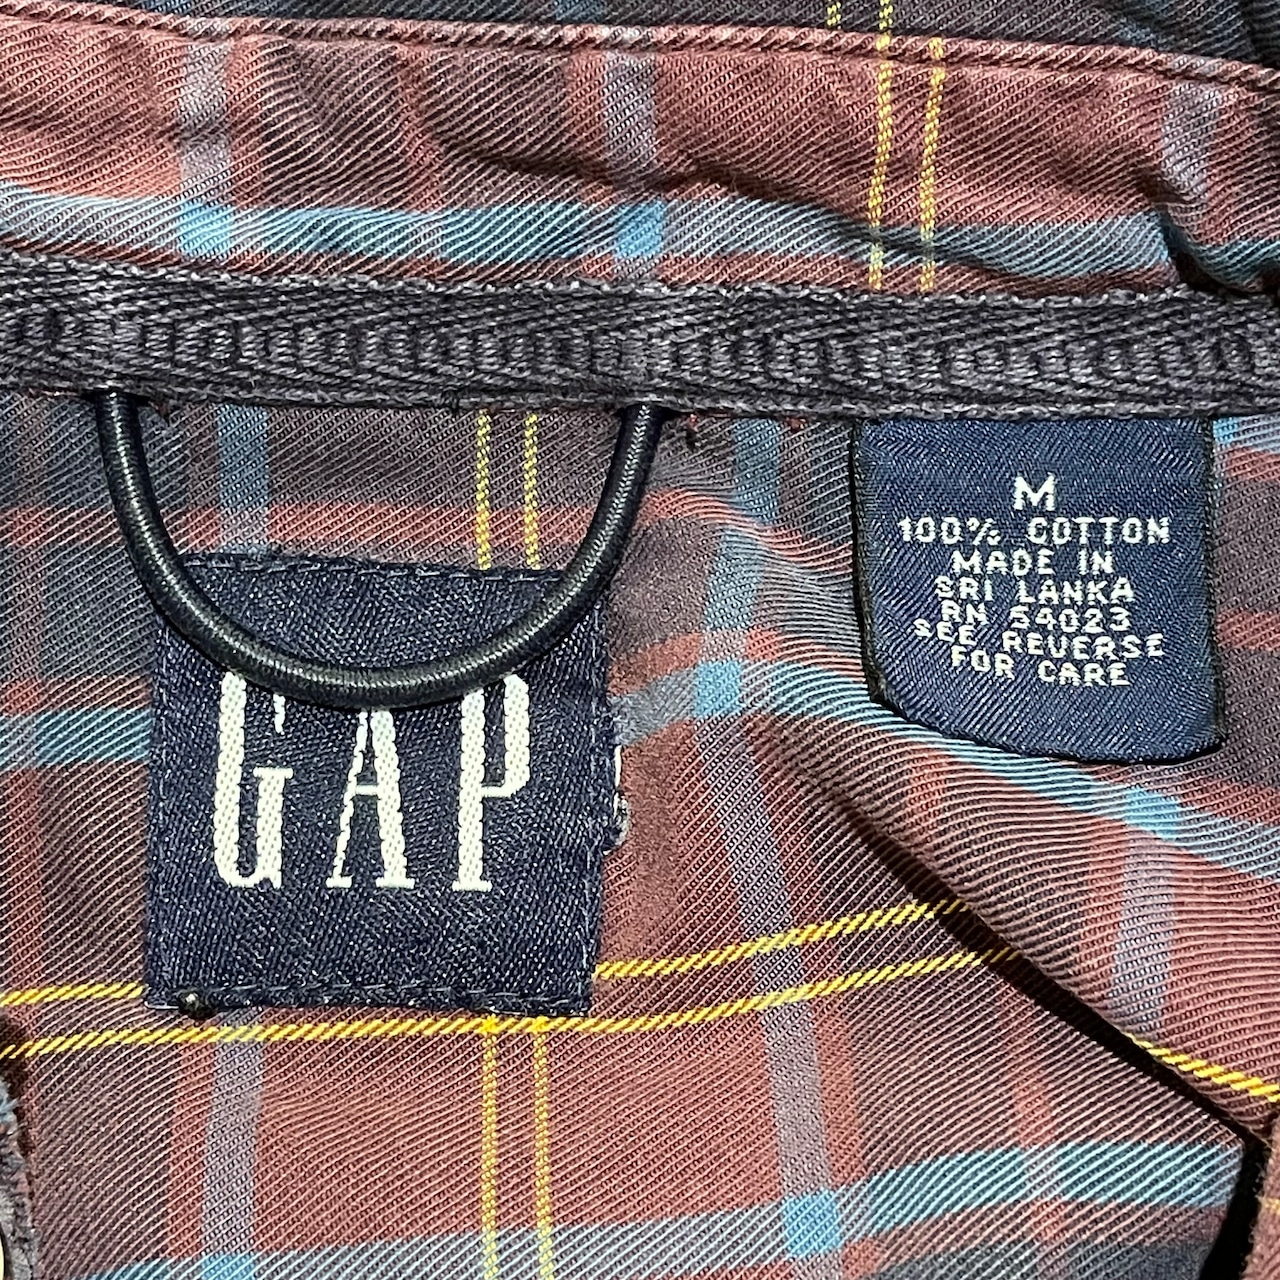 GAP
M
100% COTTON
MADE IN
SRI LANKA
RN 54023
SEE REVERSE
FOR CARE